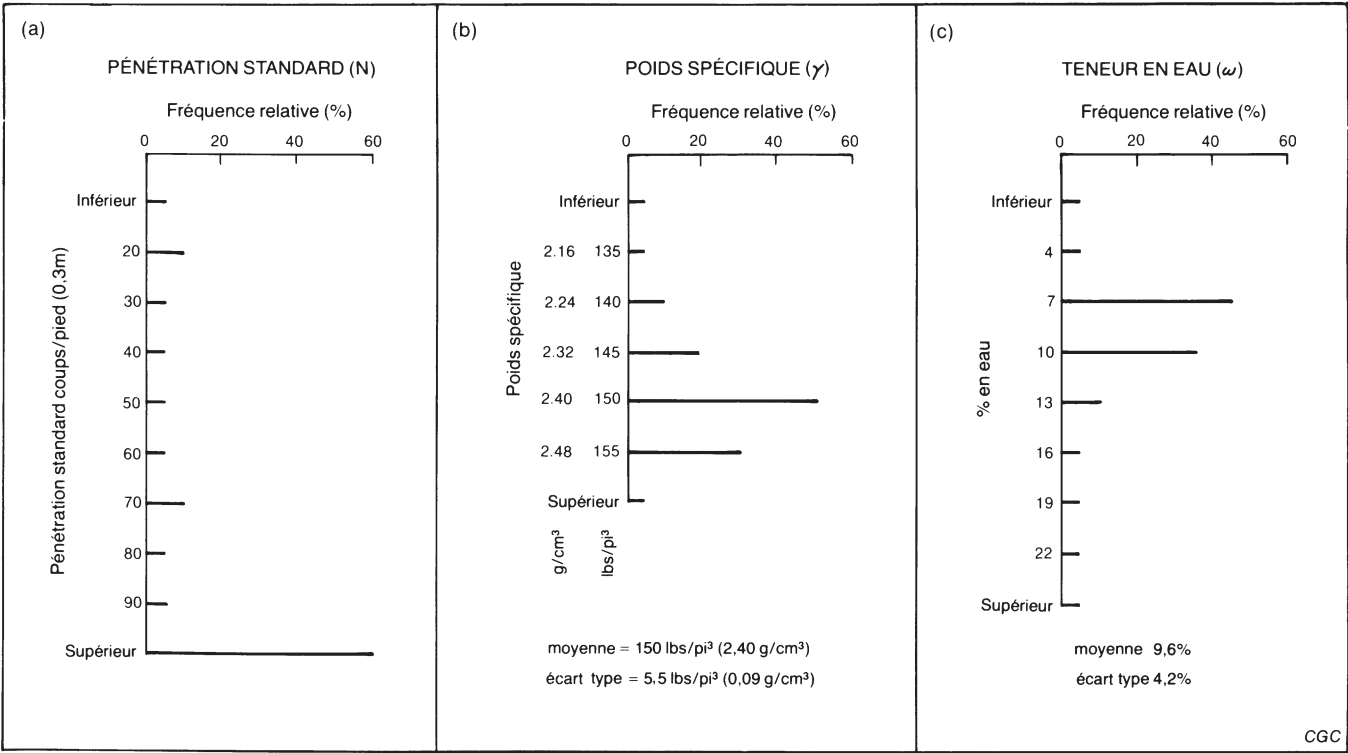 (a)
PÉNÉTRATION STANDARD (N)
Fréquence relative (%)
0 20 40 60
Pénétration standard coups/pied (0.3m)
Inférieur
20
30
40
50
60
70
80
90
Supérieur
(b)
POIDS SPÉCIFIQUE (γ)
Fréquence relative (%)
0 20 40 60
Poids spécifique
Inférieur
2.16 135
2.24 140
2.32 145
2.40 150
2.48 155
Supérieur
g/cm³ lbs/pi³
moyenne = 150 lbs/pi³ (2,40 g/cm³)
écart type = 5.5 lbs/pi³ (0,09 g/cm³)
(c)
TENEUR EN EAU (ω)
Fréquence relative (%)
0 20 40 60
% en eau
Inférieur
4
7
10
13
16
19
22
Supérieur
moyenne 9,6%
écart type 4,2%
CGC